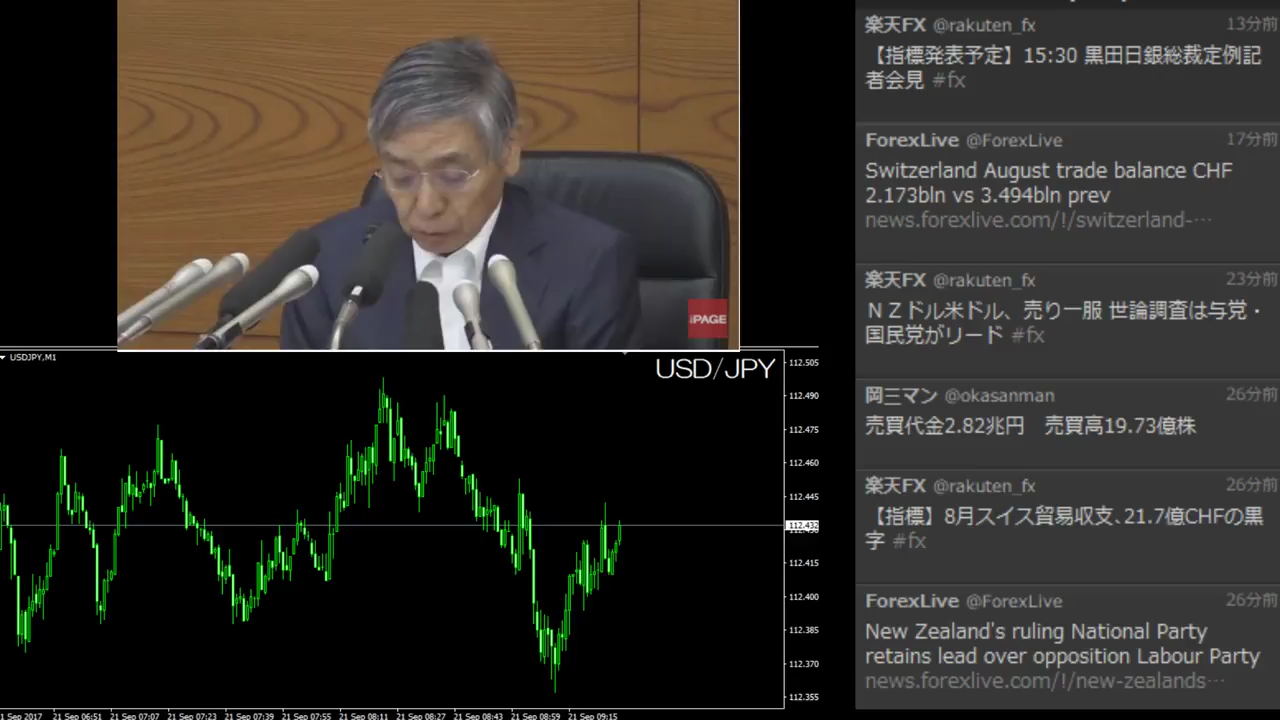 楽天FX @rakuten_fx 13分前
【指標発表予定】15:30 黒田日銀総裁定例記
者会見 #fx
ForexLive @ForexLive 17分前
Switzerland August trade balance CHF
2.173bln vs 3.494bln prev
news.forexlive.com/!/switzerland-…
楽天FX @rakuten_fx 23分前
ＮＺドル米ドル、売り一服 世論調査は与党・
国民党がリード #fx
岡三マン @okasanman 26分前
売買代金2.82兆円　売買高19.73億株
楽天FX @rakuten_fx 26分前
【指標】8月スイス貿易収支､21.7億CHFの黒
字 #fx
ForexLive @ForexLive 26分前
New Zealand's ruling National Party
retains lead over opposition Labour Party
news.forexlive.com/!/new-zealands…
iPAGE
USDJPY,M1
USD/JPY
112.505
112.490
112.475
112.460
112.445
112.432
112.415
112.400
112.385
112.370
112.355
1 Sep 2017 21 Sep 06:51 21 Sep 07:07 21 Sep 07:23 21 Sep 07:39 21 Sep 07:55 21 Sep 08:11 21 Sep 08:27 21 Sep 08:43 21 Sep 08:59 21 Sep 09:15